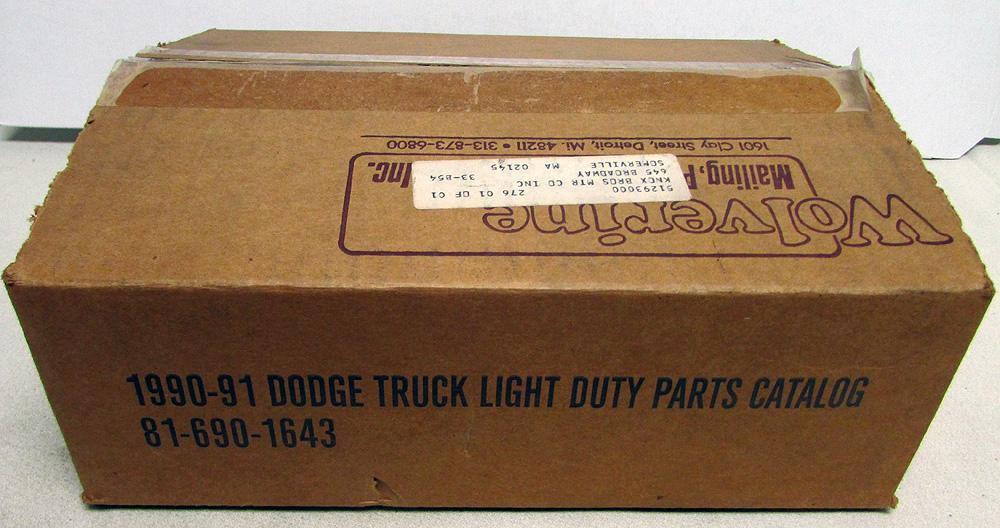 1990-91 DODGE TRUCK LIGHT DUTY PARTS CATALOG
81-690-1643
Wolverine
Mailing, Inc.
1601 Clay Street, Detroit, Mi. 48211 • 313-873-6800
512930000 276 01 OF 01
KNOX BROS MTR CO INC
645 BROADWAY 33-B54
SOMERVILLE MA 02145